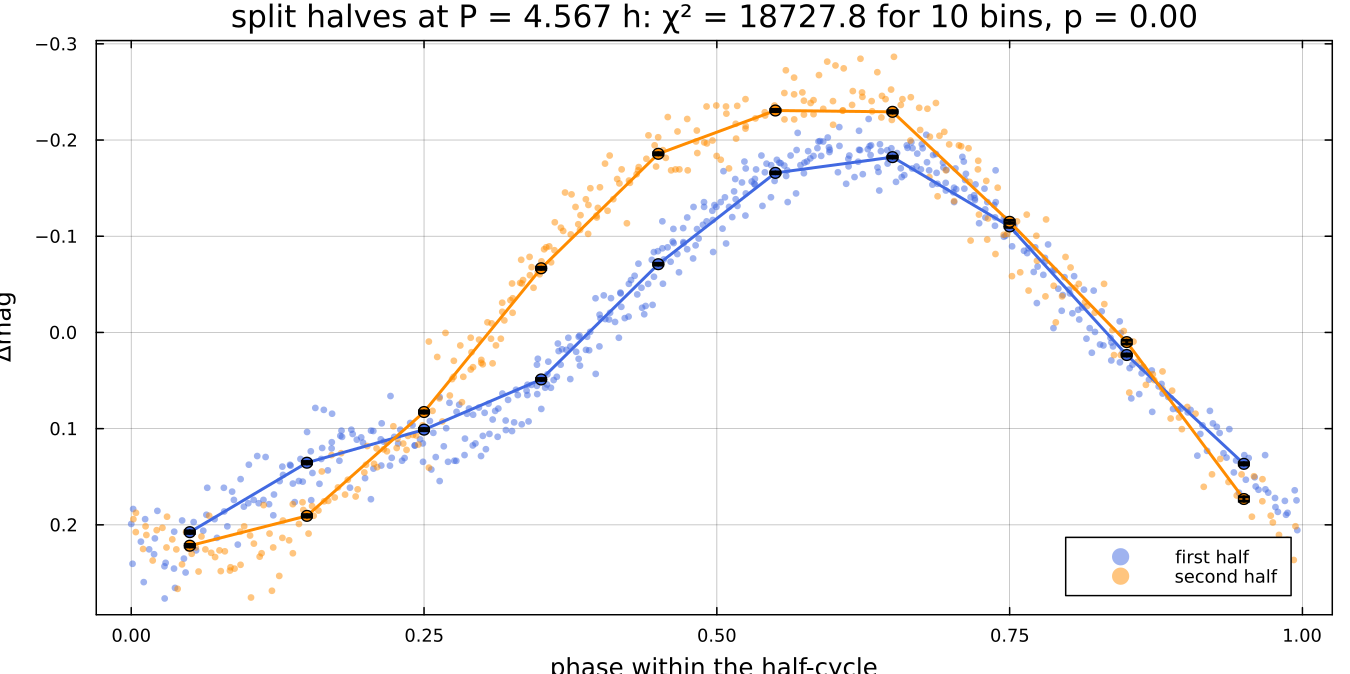 split halves at P = 4.567 h: χ² = 18727.8 for 10 bins, p = 0.00
−0.3
−0.2
−0.1
0.0
0.1
0.2
Δmag
first half
second half
0.00
0.25
0.50
0.75
1.00
phase within the half-cycle